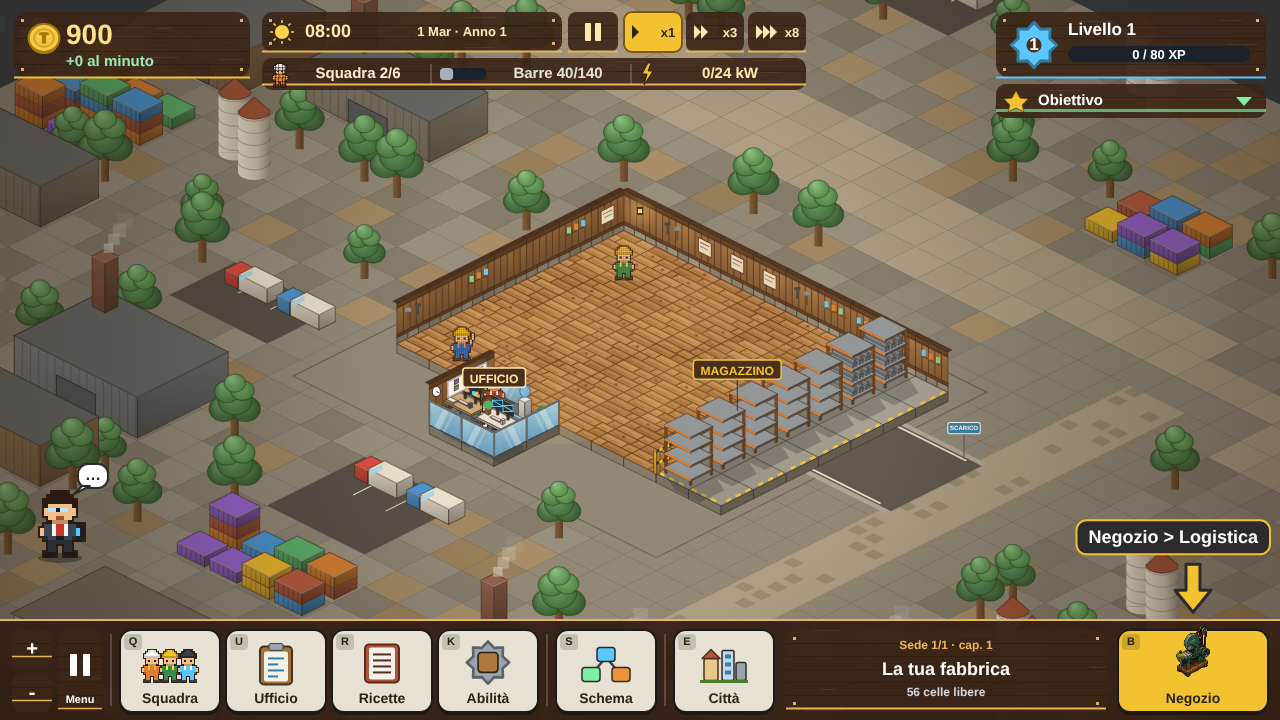 900
+0 al minuto
08:00
1 Mar · Anno 1
x1
x3
x8
Squadra 2/6
Barre 40/140
0/24 kW
1
Livello 1
0 / 80 XP
Obiettivo
UFFICIO
MAGAZZINO
SCARICO
...
Negozio > Logistica
+
-
Menu
Q
Squadra
U
Ufficio
R
Ricette
K
Abilità
S
Schema
E
Città
Sede 1/1 · cap. 1
La tua fabbrica
56 celle libere
B
Negozio